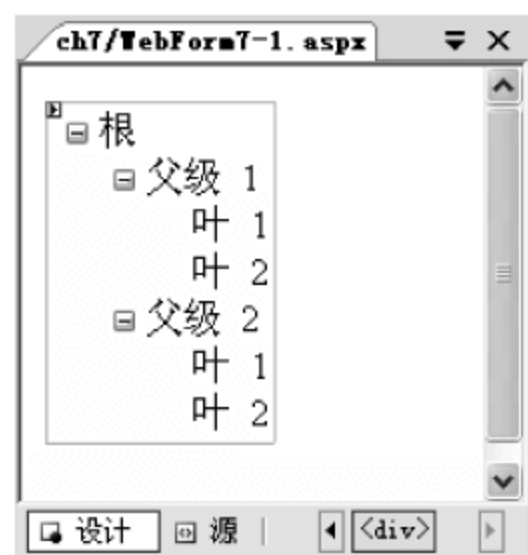 ch7/WebForm7-1.aspx
根
父级 1
叶 1
叶 2
父级 2
叶 1
叶 2
设计 源 <div>